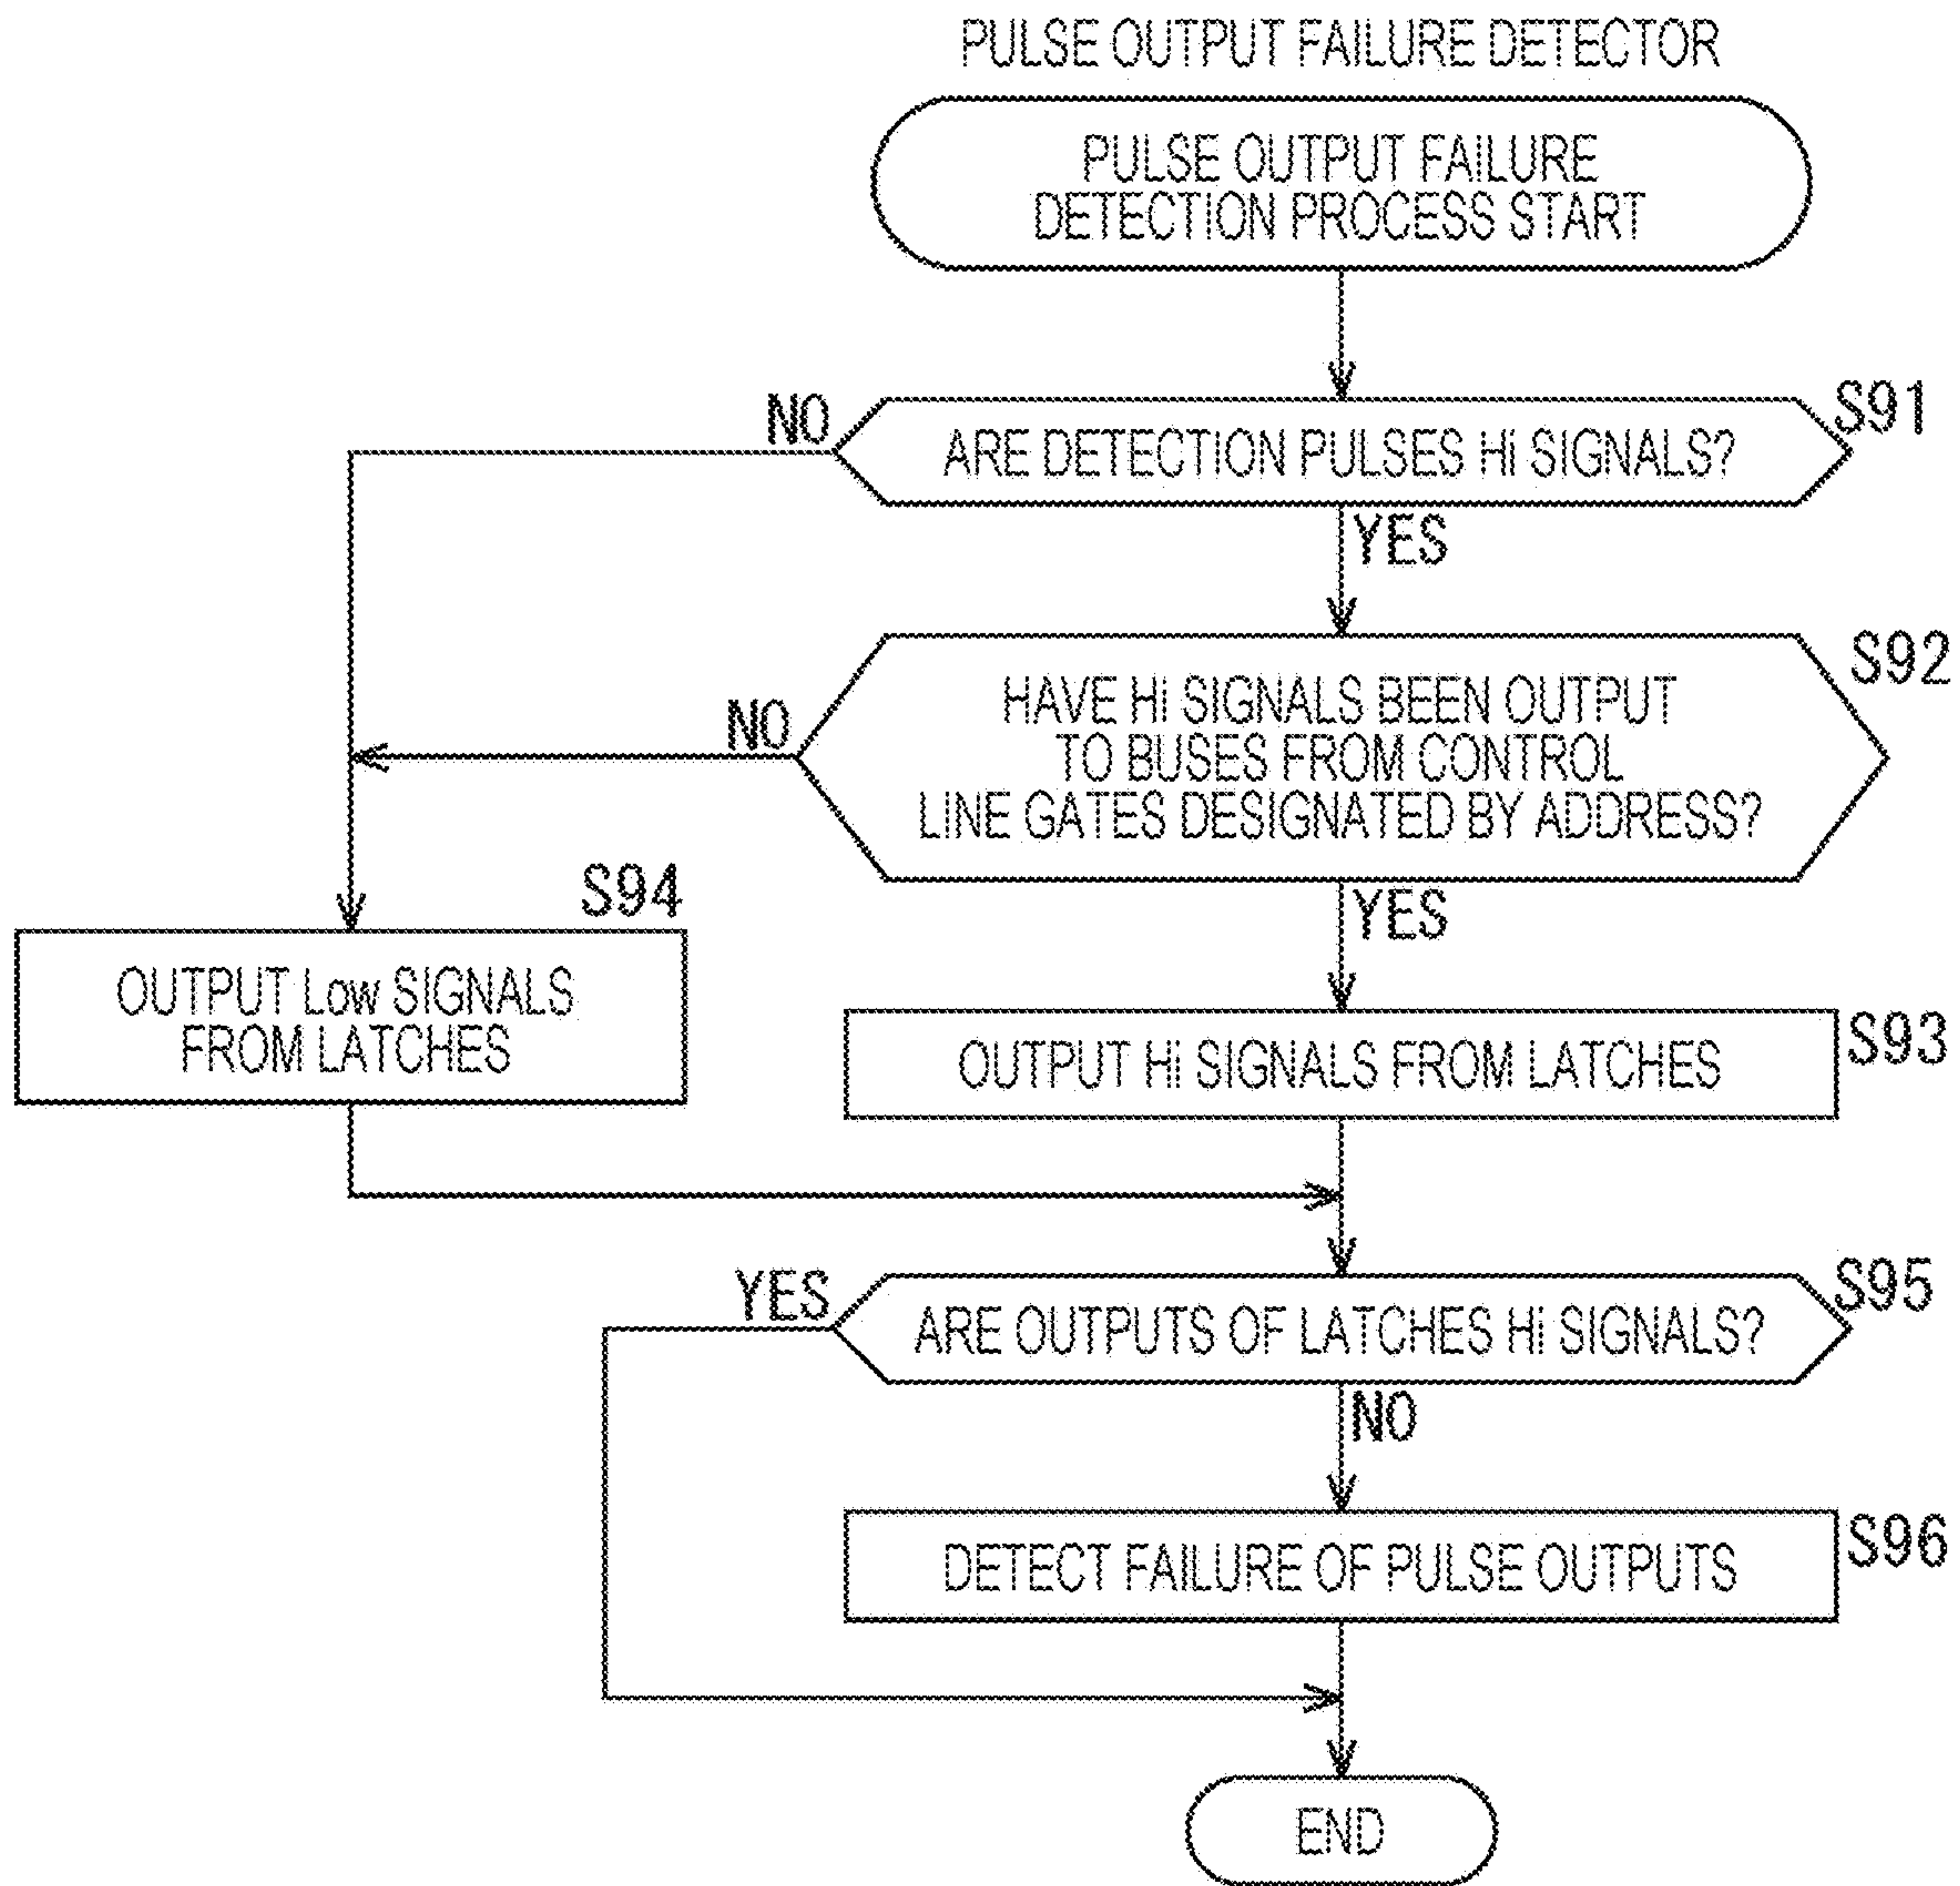 PULSE OUTPUT FAILURE DETECTOR
PULSE OUTPUT FAILURE
DETECTION PROCESS START
S91
NO
ARE DETECTION PULSES Hi SIGNALS?
YES
S92
NO
HAVE Hi SIGNALS BEEN OUTPUT
TO BUSES FROM CONTROL
LINE GATES DESIGNATED BY ADDRESS?
YES
S94
OUTPUT Low SIGNALS
FROM LATCHES
S93
OUTPUT Hi SIGNALS FROM LATCHES
S95
YES
ARE OUTPUTS OF LATCHES Hi SIGNALS?
NO
S96
DETECT FAILURE OF PULSE OUTPUTS
END